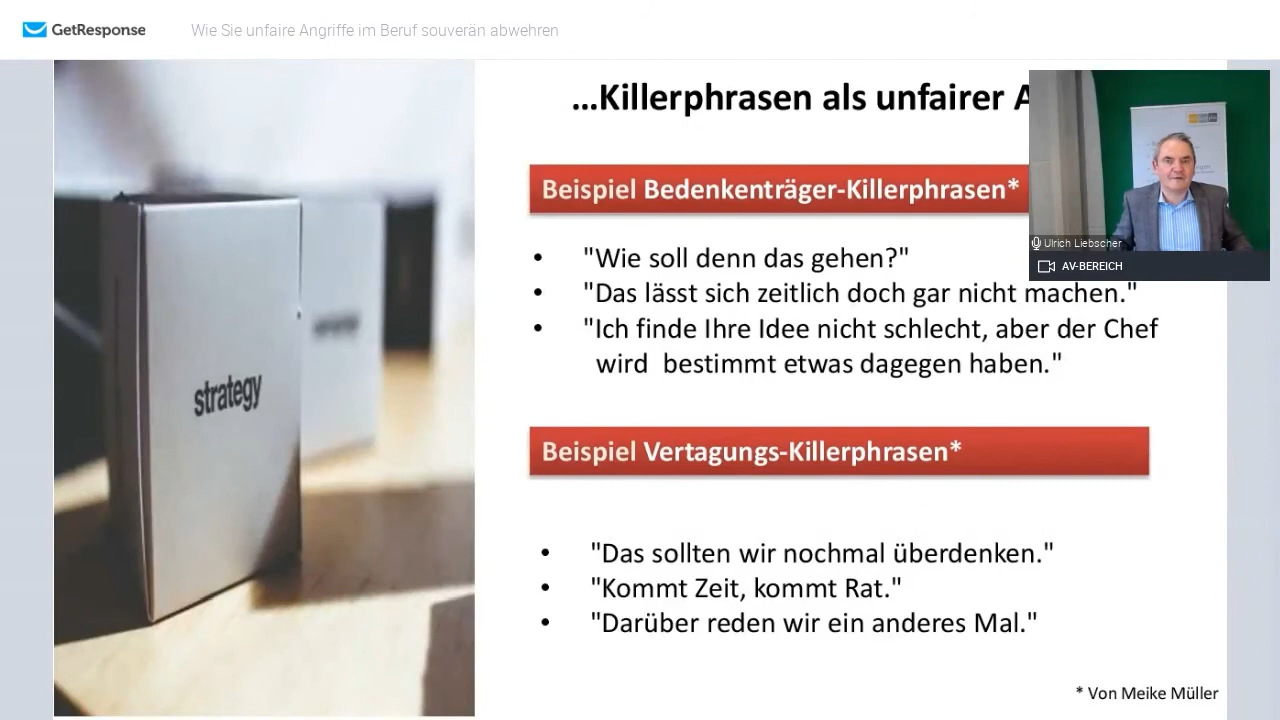 GetResponse
Wie Sie unfaire Angriffe im Beruf souverän abwehren
...Killerphrasen als unfairer A
Beispiel Bedenkenträger-Killerphrasen*
Ulrich Liebscher
AV-BEREICH
• "Wie soll denn das gehen?"
• "Das lässt sich zeitlich doch gar nicht machen."
• "Ich finde Ihre Idee nicht schlecht, aber der Chef
wird bestimmt etwas dagegen haben."
strategy
Beispiel Vertagungs-Killerphrasen*
• "Das sollten wir nochmal überdenken."
• "Kommt Zeit, kommt Rat."
• "Darüber reden wir ein anderes Mal."
* Von Meike Müller